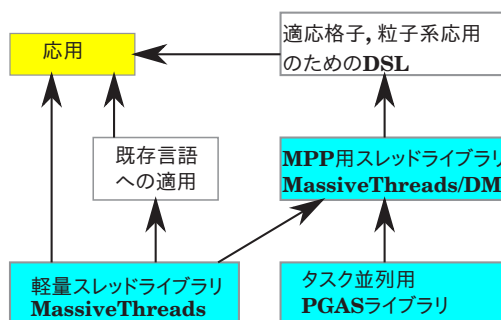 応用
適応格子, 粒子系応用
のためのDSL
既存言語
への適用
MPP用スレッドライブラリ
MassiveThreads/DM
軽量スレッドライブラリ
MassiveThreads
タスク並列用
PGASライブラリ